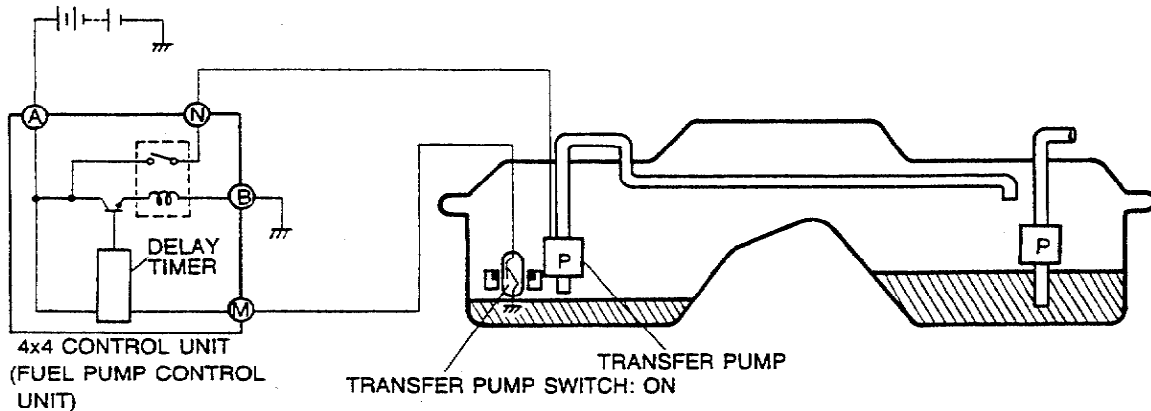 A
N
B
DELAY
TIMER
M
P
P
4x4 CONTROL UNIT
(FUEL PUMP CONTROL
UNIT)
TRANSFER PUMP
TRANSFER PUMP SWITCH: ON